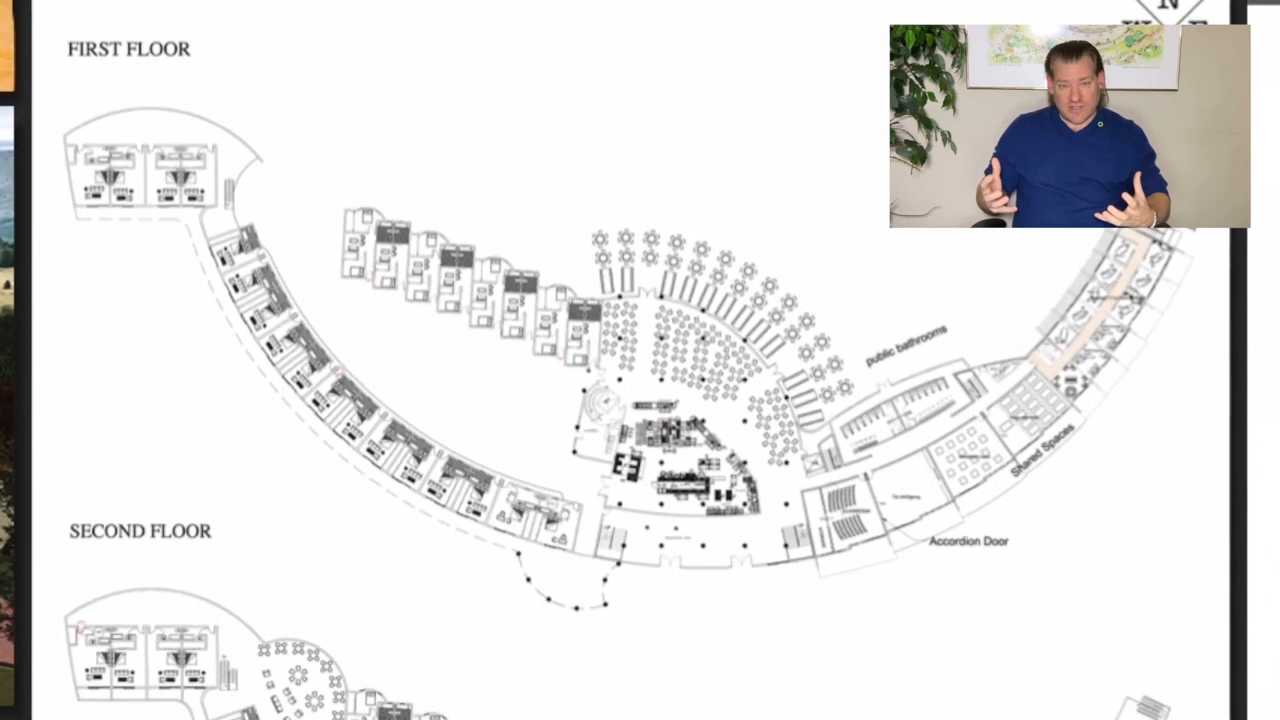 N
W E
FIRST FLOOR
public bathrooms
Shared Spaces
Accordion Door
SECOND FLOOR